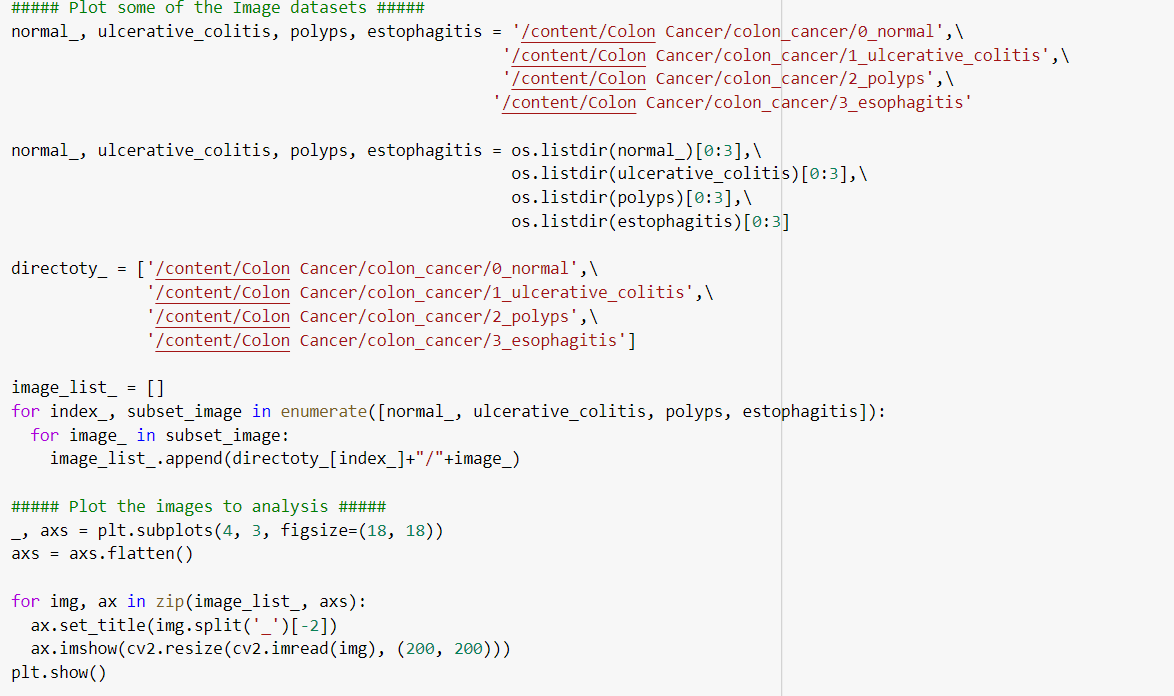 ##### Plot some of the Image datasets #####
normal_, ulcerative_colitis, polyps, estophagitis = '/content/Colon Cancer/colon_cancer/0_normal',\
                                                    '/content/Colon Cancer/colon_cancer/1_ulcerative_colitis',\
                                                    '/content/Colon Cancer/colon_cancer/2_polyps',\
                                                   '/content/Colon Cancer/colon_cancer/3_esophagitis'

normal_, ulcerative_colitis, polyps, estophagitis = os.listdir(normal_)[0:3],\
                                                    os.listdir(ulcerative_colitis)[0:3],\
                                                    os.listdir(polyps)[0:3],\
                                                    os.listdir(estophagitis)[0:3]

directoty_ = ['/content/Colon Cancer/colon_cancer/0_normal',\
              '/content/Colon Cancer/colon_cancer/1_ulcerative_colitis',\
              '/content/Colon Cancer/colon_cancer/2_polyps',\
              '/content/Colon Cancer/colon_cancer/3_esophagitis']

image_list_ = []
for index_, subset_image in enumerate([normal_, ulcerative_colitis, polyps, estophagitis]):
  for image_ in subset_image:
    image_list_.append(directoty_[index_]+"/"+image_)

##### Plot the images to analysis #####
_, axs = plt.subplots(4, 3, figsize=(18, 18))
axs = axs.flatten()

for img, ax in zip(image_list_, axs):
  ax.set_title(img.split('_')[-2])
  ax.imshow(cv2.resize(cv2.imread(img), (200, 200)))
plt.show()